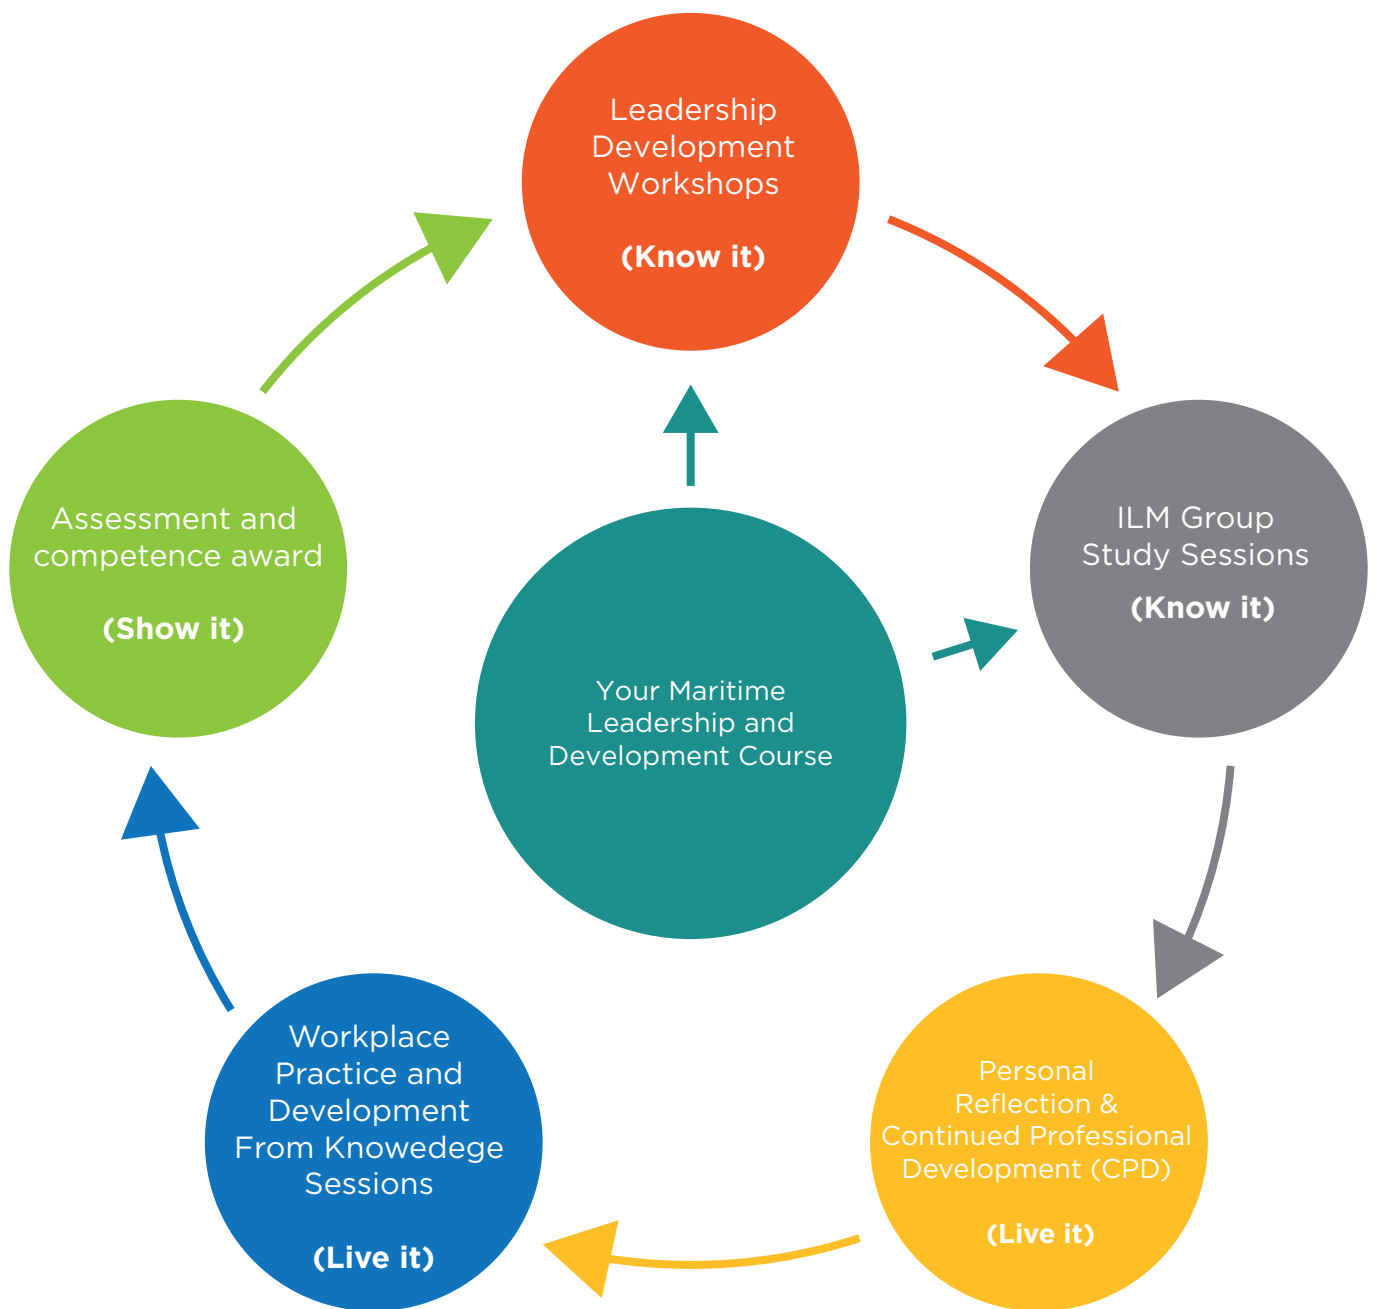 Leadership
Development
Workshops
(Know it)
ILM Group
Study Sessions
(Know it)
Personal
Reflection &
Continued Professional
Development (CPD)
(Live it)
Workplace
Practice and
Development
From Knowedege
Sessions
(Live it)
Assessment and
competence award
(Show it)
Your Maritime
Leadership and
Development Course